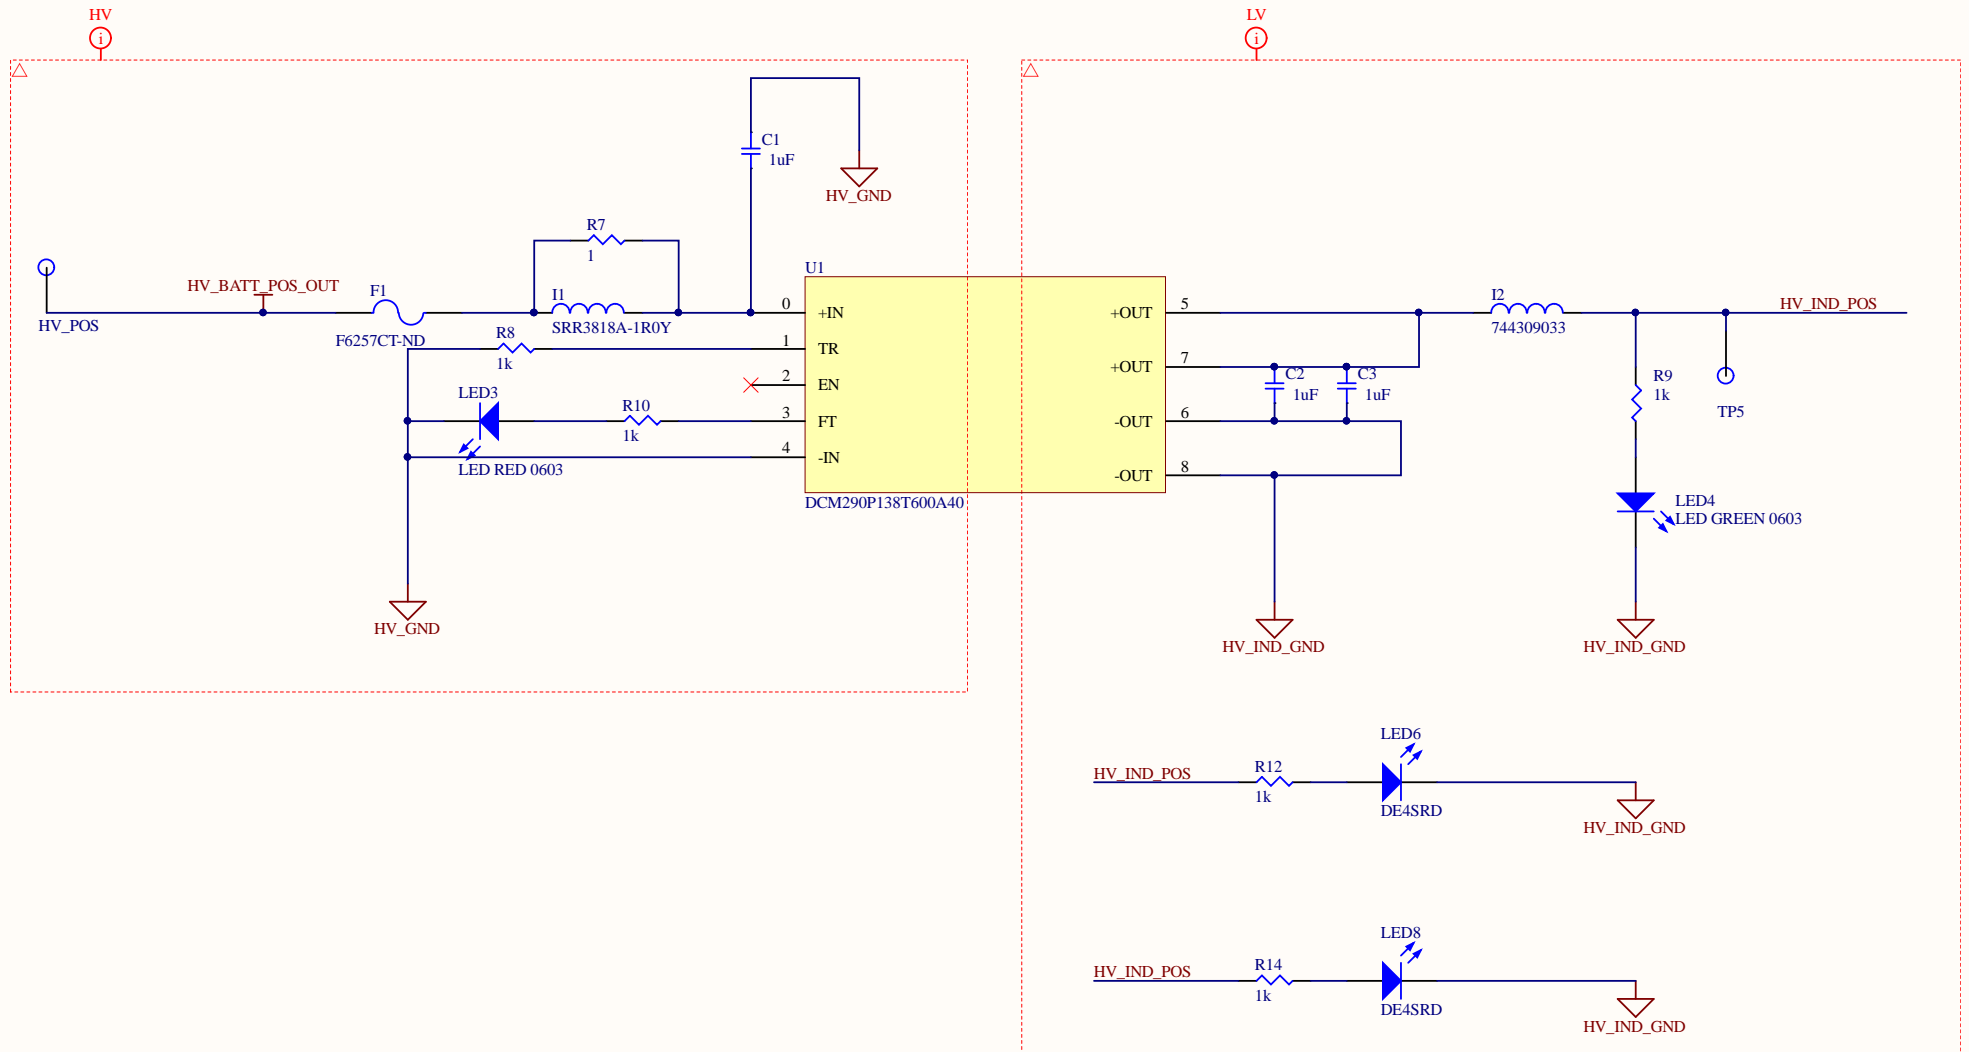 HV
i
LV
i
C1
1uF
HV_GND
R7
1
HV_BATT_POS_OUT
F1
I1
HV_POS
F6257CT-ND
SRR3818A-1R0Y
R8
1k
LED3
LED RED 0603
R10
1k
HV_GND
U1
0
+IN
1
TR
2
EN
3
FT
4
-IN
DCM290P138T600A40
+OUT
5
+OUT
7
-OUT
6
-OUT
8
C2
1uF
C3
1uF
I2
744309033
HV_IND_POS
R9
1k
TP5
LED4
LED GREEN 0603
HV_IND_GND
HV_IND_GND
HV_IND_POS
R12
1k
LED6
DE4SRD
HV_IND_GND
HV_IND_POS
R14
1k
LED8
DE4SRD
HV_IND_GND